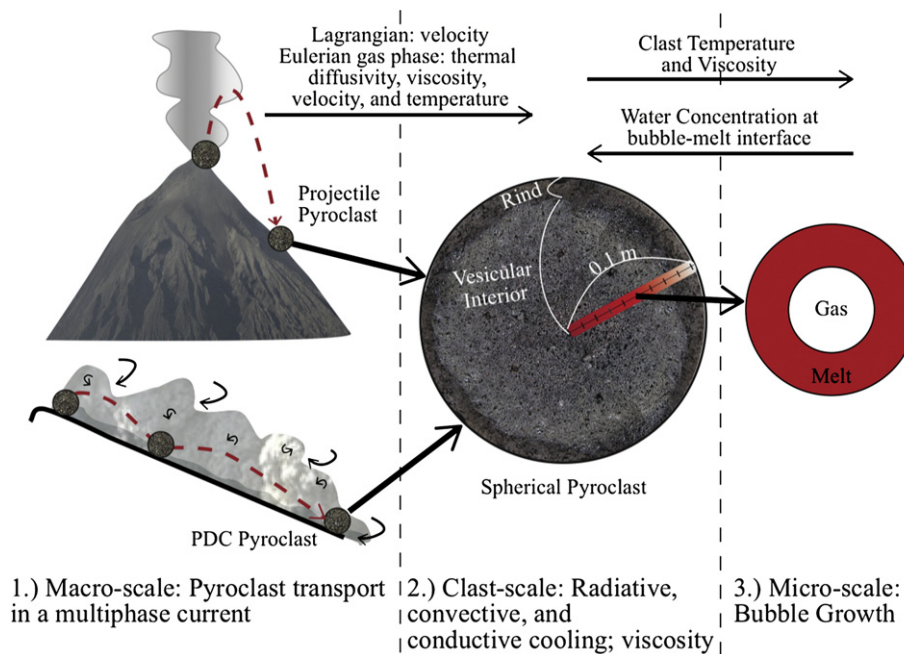 Lagrangian: velocity
Eulerian gas phase: thermal
diffusivity, viscosity,
velocity, and temperature
Clast Temperature
and Viscosity
Water Concentration at
bubble-melt interface
Projectile
Pyroclast
Rind
Vesicular
Interior
0.1 m
Gas
Melt
Spherical Pyroclast
PDC Pyroclast
1.) Macro-scale: Pyroclast transport
in a multiphase current
2.) Clast-scale: Radiative,
convective, and
conductive cooling; viscosity
3.) Micro-scale:
Bubble Growth